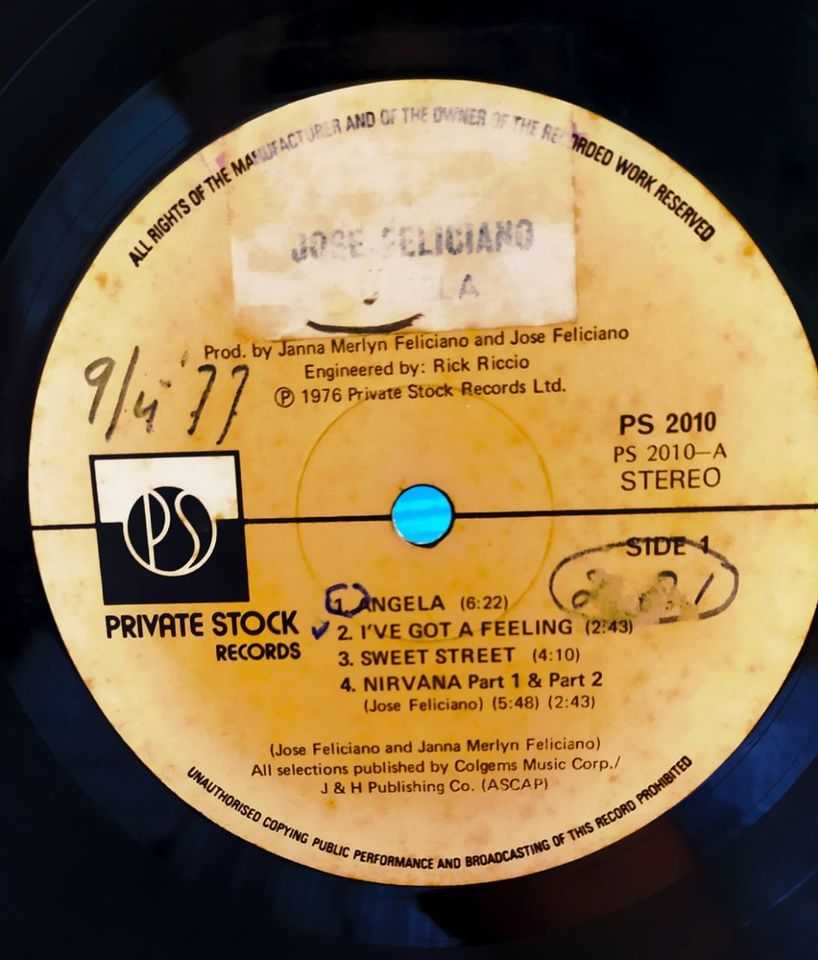 ALL RIGHTS OF THE MANUFACTURER AND OF THE OWNER OF THE RECORDED WORK RESERVED
JOSE FELICIANO
Prod. by Janna Merlyn Feliciano and Jose Feliciano
Engineered by: Rick Riccio
Ⓟ 1976 Private Stock Records Ltd.
9/4 '77
PS 2010
PS 2010—A
STEREO
PS
PRIVATE STOCK
RECORDS
SIDE 1
1. ANGELA (6:22)
2. I'VE GOT A FEELING (2:43)
3. SWEET STREET (4:10)
4. NIRVANA Part 1 & Part 2
(Jose Feliciano) (5:48) (2:43)
(Jose Feliciano and Janna Merlyn Feliciano)
All selections published by Colgems Music Corp./
J & H Publishing Co. (ASCAP)
UNAUTHORISED COPYING PUBLIC PERFORMANCE AND BROADCASTING OF THIS RECORD PROHIBITED